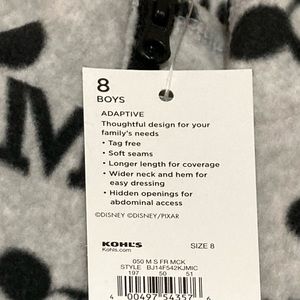 8
BOYS
ADAPTIVE
Thoughtful design for your
family's needs
• Tag free
• Soft seams
• Longer length for coverage
• Wider neck and hem for
easy dressing
• Hidden openings for
abdominal access
©DISNEY ©DISNEY/PIXAR
KOHL'S SIZE 8
Kohls.com
050 M S FR MCK
STYLE BJ14F542KJMIC
197 50 51
4 00497 54357 6